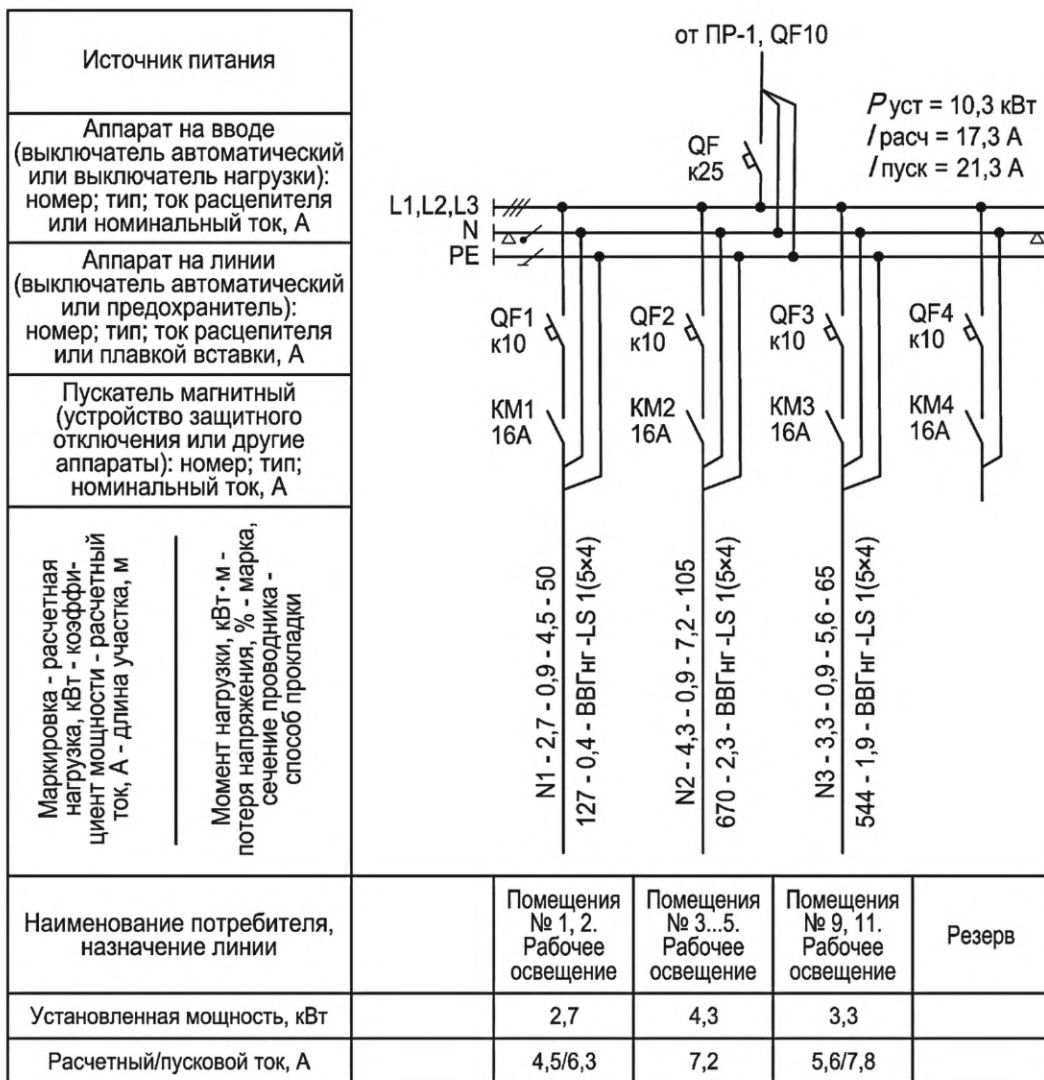 Источник питания
Аппарат на вводе
(выключатель автоматический
или выключатель нагрузки):
номер; тип; ток расцепителя
или номинальный ток, А
Аппарат на линии
(выключатель автоматический
или предохранитель):
номер; тип; ток расцепителя
или плавкой вставки, А
Пускатель магнитный
(устройство защитного
отключения или другие
аппараты): номер; тип;
номинальный ток, А
Маркировка - расчетная
нагрузка, кВт - коэффи-
циент мощности - расчетный
ток, А - длина участка, м
Момент нагрузки, кВт·м -
потеря напряжения, % - марка,
сечение проводника -
способ прокладки
от ПР-1, QF10
Pуст = 10,3 кВт
Iрасч = 17,3 А
Iпуск = 21,3 А
QF
к25
L1,L2,L3
N
PE
QF1
к10
QF2
к10
QF3
к10
QF4
к10
КМ1
16А
КМ2
16А
КМ3
16А
КМ4
16А
N1 - 2,7 - 0,9 - 4,5 - 50
127 - 0,4 - ВВГнг -LS 1(5×4)
N2 - 4,3 - 0,9 - 7,2 - 105
670 - 2,3 - ВВГнг -LS 1(5×4)
N3 - 3,3 - 0,9 - 5,6 - 65
544 - 1,9 - ВВГнг -LS 1(5×4)
Наименование потребителя,
назначение линии
Помещения
№ 1, 2.
Рабочее
освещение
Помещения
№ 3...5.
Рабочее
освещение
Помещения
№ 9, 11.
Рабочее
освещение
Резерв
Установленная мощность, кВт
2,7
4,3
3,3
Расчетный/пусковой ток, А
4,5/6,3
7,2
5,6/7,8